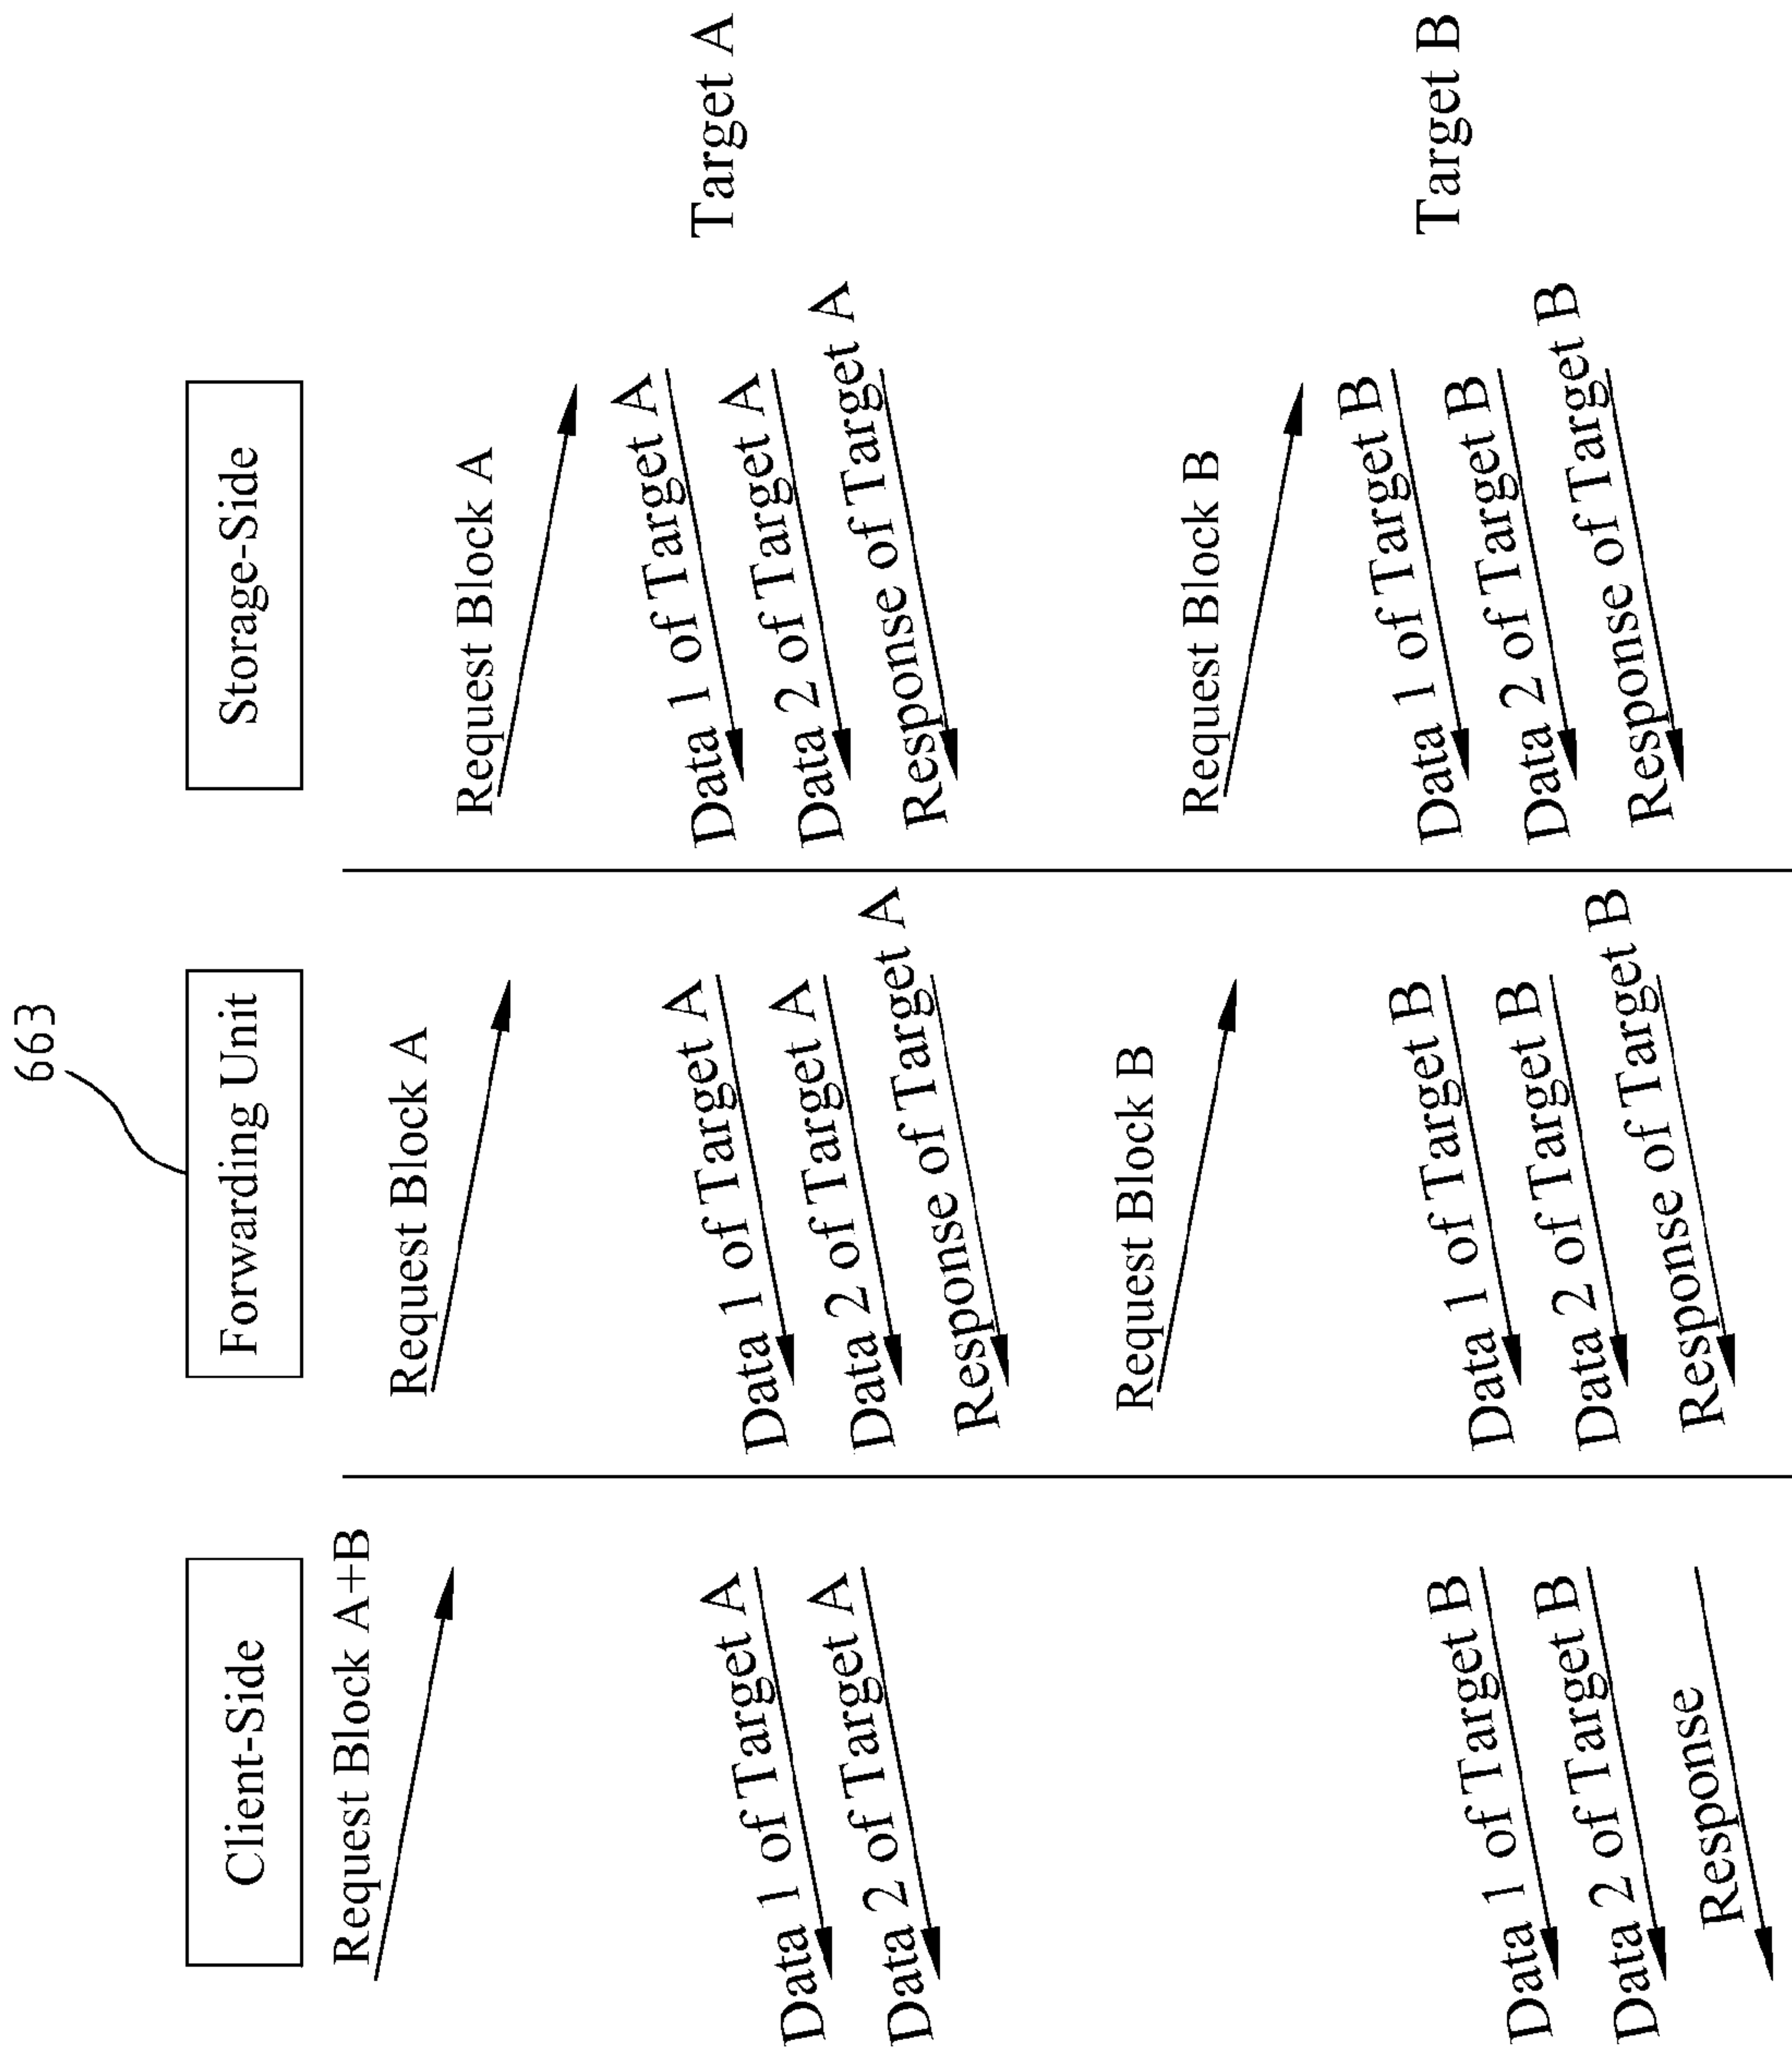 663
Client-Side
Forwarding Unit
Storage-Side
Request Block A+B
Request Block A
Request Block A
Data 1 of Target A
Data 1 of Target A
Data 1 of Target A
Data 2 of Target A
Data 2 of Target A
Data 2 of Target A
Response of Target A
Response of Target A
Target A
Request Block B
Request Block B
Data 1 of Target B
Data 1 of Target B
Data 1 of Target B
Data 2 of Target B
Data 2 of Target B
Data 2 of Target B
Response
Response of Target B
Response of Target B
Target B